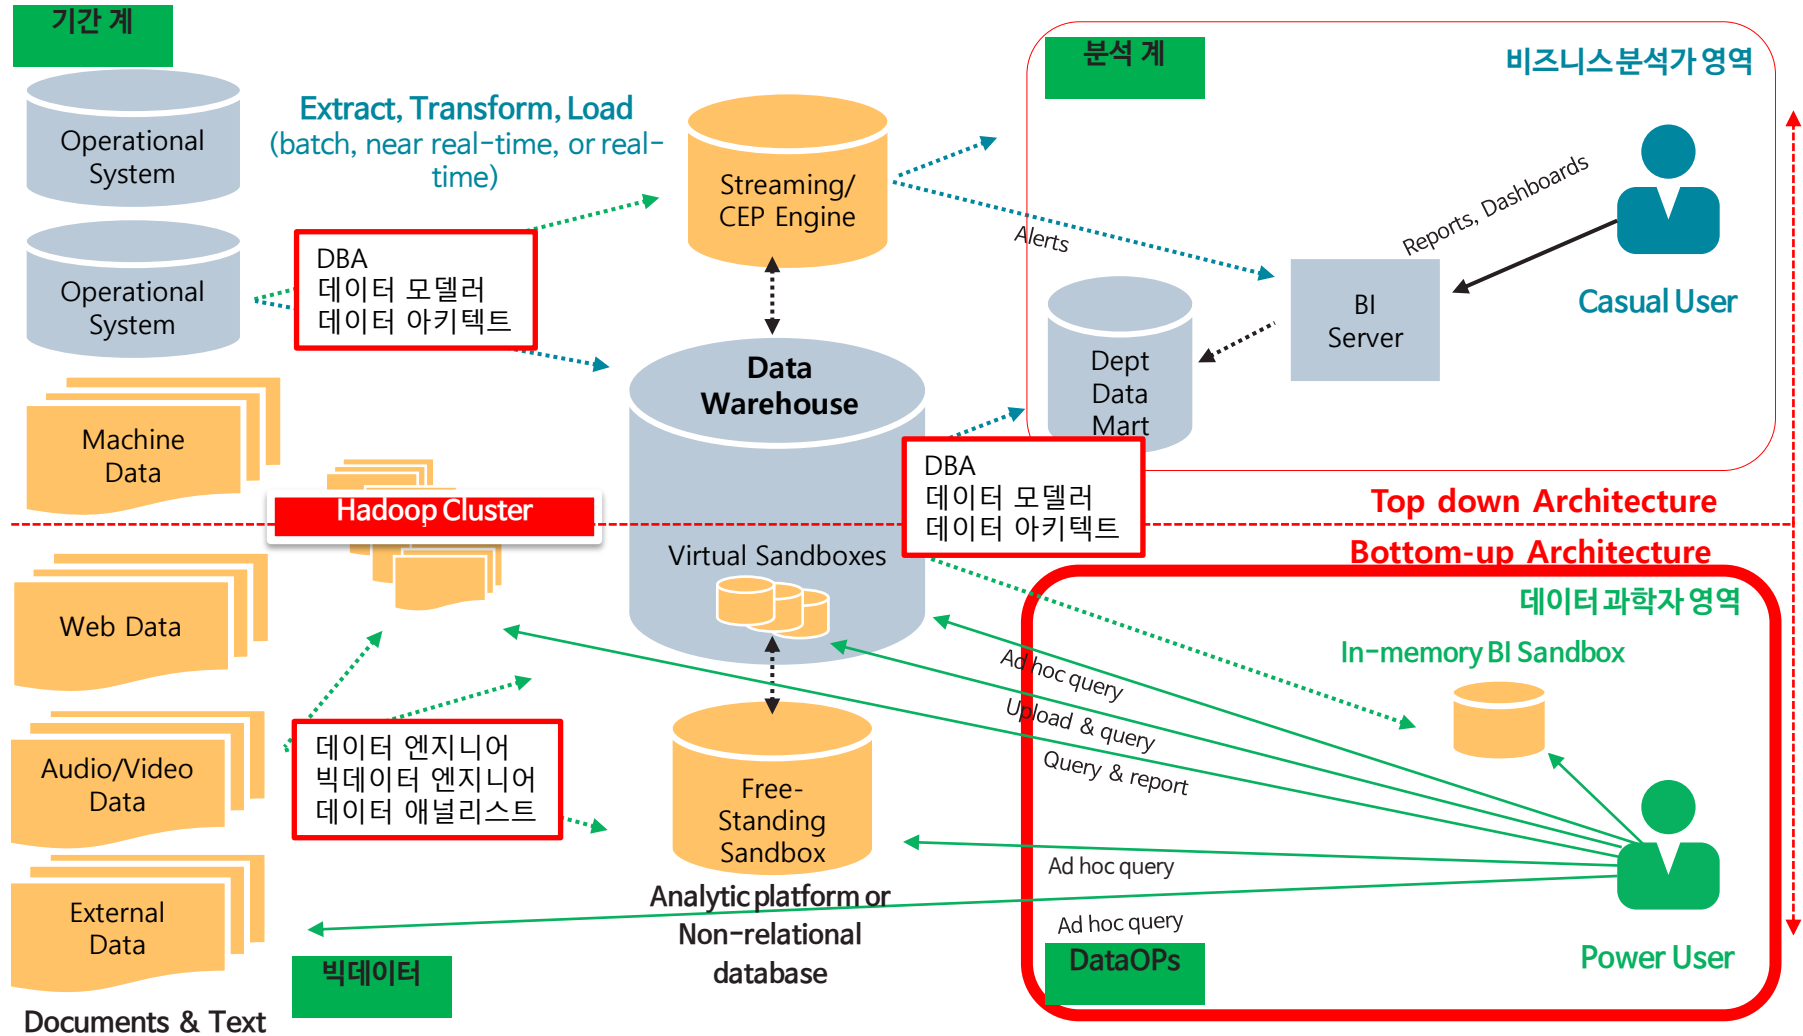 기간 계
Operational
System
Operational
System
Machine
Data
Web Data
Audio/Video
Data
External
Data
Documents & Text
Extract, Transform, Load
(batch, near real-time, or real-
time)
DBA
데이터 모델러
데이터 아키텍트
Hadoop Cluster
데이터 엔지니어
빅데이터 엔지니어
데이터 애널리스트
빅데이터
Streaming/
CEP Engine
Data
Warehouse
Virtual Sandboxes
Free-
Standing
Sandbox
Analytic platform or
Non-relational
database
분석 계
비즈니스 분석가 영역
Alerts
Reports, Dashboards
BI
Server
Casual User
Dept
Data
Mart
DBA
데이터 모델러
데이터 아키텍트
Top down Architecture
Bottom-up Architecture
데이터 과학자 영역
In-memory BI Sandbox
Ad hoc query
Upload & query
Query & report
Ad hoc query
Ad hoc query
DataOPs
Power User